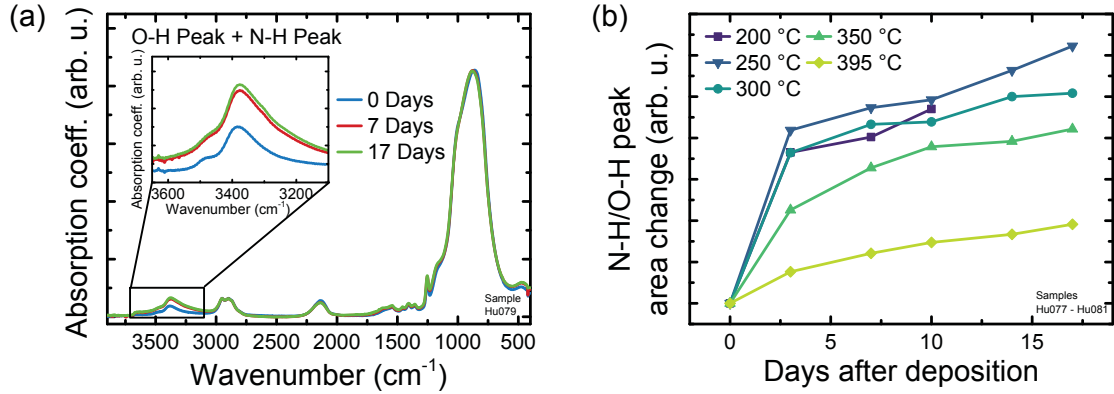 (a)
Absorption coeff. (arb. u.)
O-H Peak + N-H Peak
Absorption coeff. (arb. u.)
3600 3400 3200
Wavenumber (cm-1)
0 Days
7 Days
17 Days
Sample
Hu079
3500 3000 2500 2000 1500 1000 500
Wavenumber (cm-1)
(b)
N-H/O-H peak
area change (arb. u.)
200 °C
250 °C
300 °C
350 °C
395 °C
Samples
Hu077 - Hu081
0 5 10 15
Days after deposition